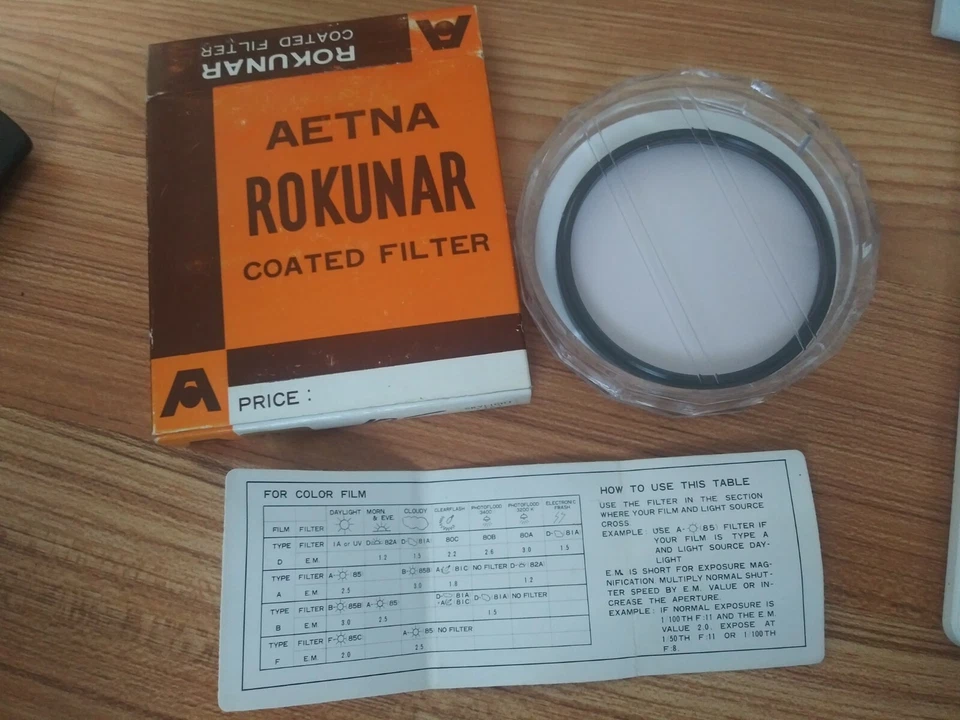 ROKUNAR
COATED FILTER
AETNA
ROKUNAR
COATED FILTER
PRICE :
FOR COLOR FILM
FILM FILTER DAYLIGHT MORN & EVE CLOUDY CLEARFLASH PHOTOFLOOD 3400 PHOTOFLOOD 3200 K ELECTRONIC FLASH
TYPE FILTER 1A or UV D 82A D 81A 80C 80B 80A D 81A
D E.M. 1.2 1.3 2.2 2.6 3.0 1.5
TYPE FILTER A 85 B 85B A 81C NO FILTER D 82A
A E.M. 2.5 3.0 1.8 1.2
TYPE FILTER B 85B A 85 D 81A A 81C D 81A NO FILTER
B E.M. 3.0 2.5 1.5
TYPE FILTER F 85C A 85 NO FILTER
F E.M. 2.0 2.5
HOW TO USE THIS TABLE
USE THE FILTER IN THE SECTION
WHERE YOUR FILM AND LIGHT SOURCE
CROSS.
EXAMPLE : USE A- (85) FILTER IF
YOUR FILM IS TYPE A
AND LIGHT SOURCE DAY-
LIGHT
E.M. IS SHORT FOR EXPOSURE MAG-
NIFICATION. MULTIPLY NORMAL SHUT-
TER SPEED BY E.M. VALUE OR IN-
CREASE THE APERTURE.
EXAMPLE : IF NORMAL EXPOSURE IS
1/100TH F:11 AND THE E.M.
VALUE 2.0. EXPOSE AT
1/50TH F:11 OR 1/100TH
F:8.